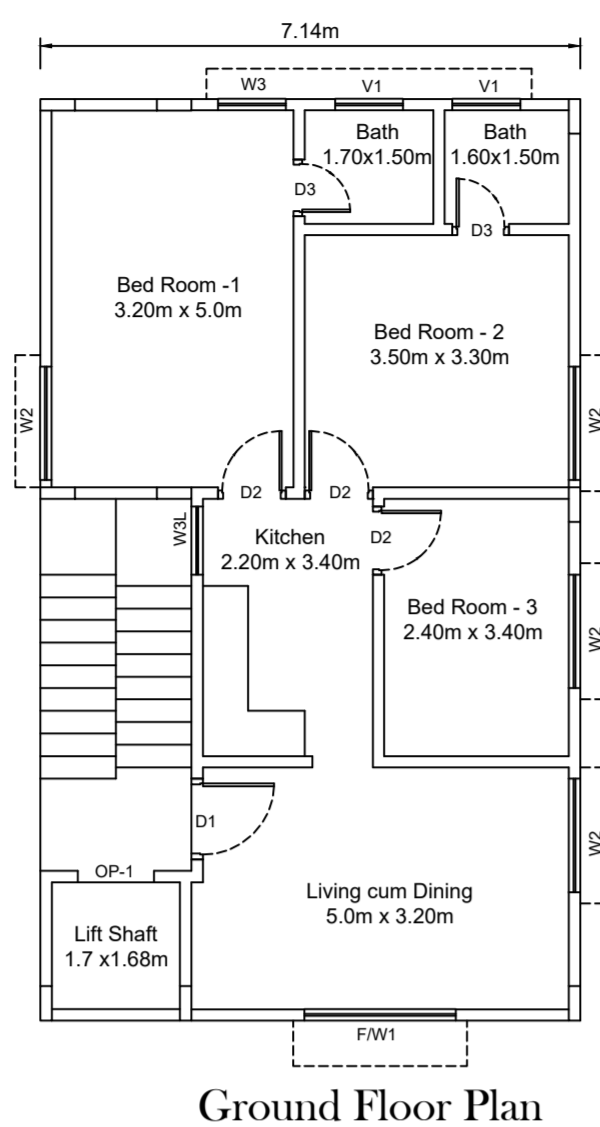 7.14m
W3
V1
V1
Bath
1.70x1.50m
Bath
1.60x1.50m
D3
D3
Bed Room -1
3.20m x 5.0m
Bed Room - 2
3.50m x 3.30m
W2
W2
D2
D2
W3L
Kitchen
2.20m x 3.40m
D2
Bed Room - 3
2.40m x 3.40m
W2
D1
W2
OP-1
Living cum Dining
5.0m x 3.20m
Lift Shaft
1.7 x1.68m
F/W1
Ground Floor Plan